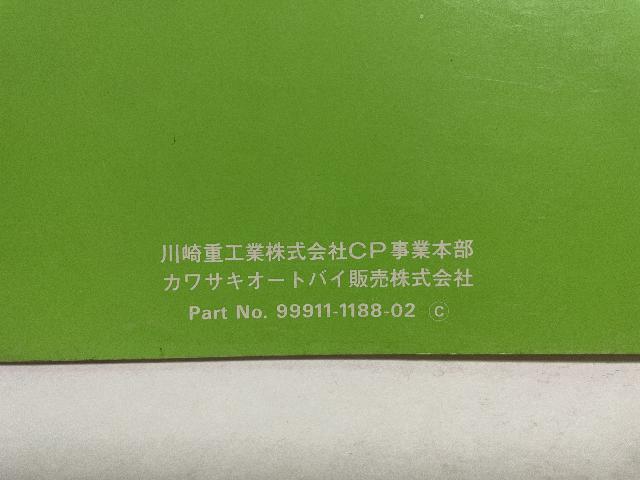 川崎重工業株式会社CP事業本部
カワサキオートバイ販売株式会社
Part No. 99911-1188-02 Ⓒ